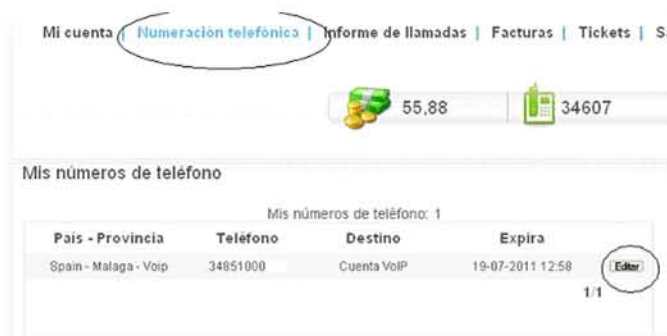 Mi cuenta | Numeración telefónica | Informe de llamadas | Facturas | Tickets |
55,88 34607
Mis números de teléfono
Mis números de teléfono: 1
País - Provincia Teléfono Destino Expira
Spain - Malaga - Voip 34851000 Cuenta VoIP 19-07-2011 12:58 Editar
1/1